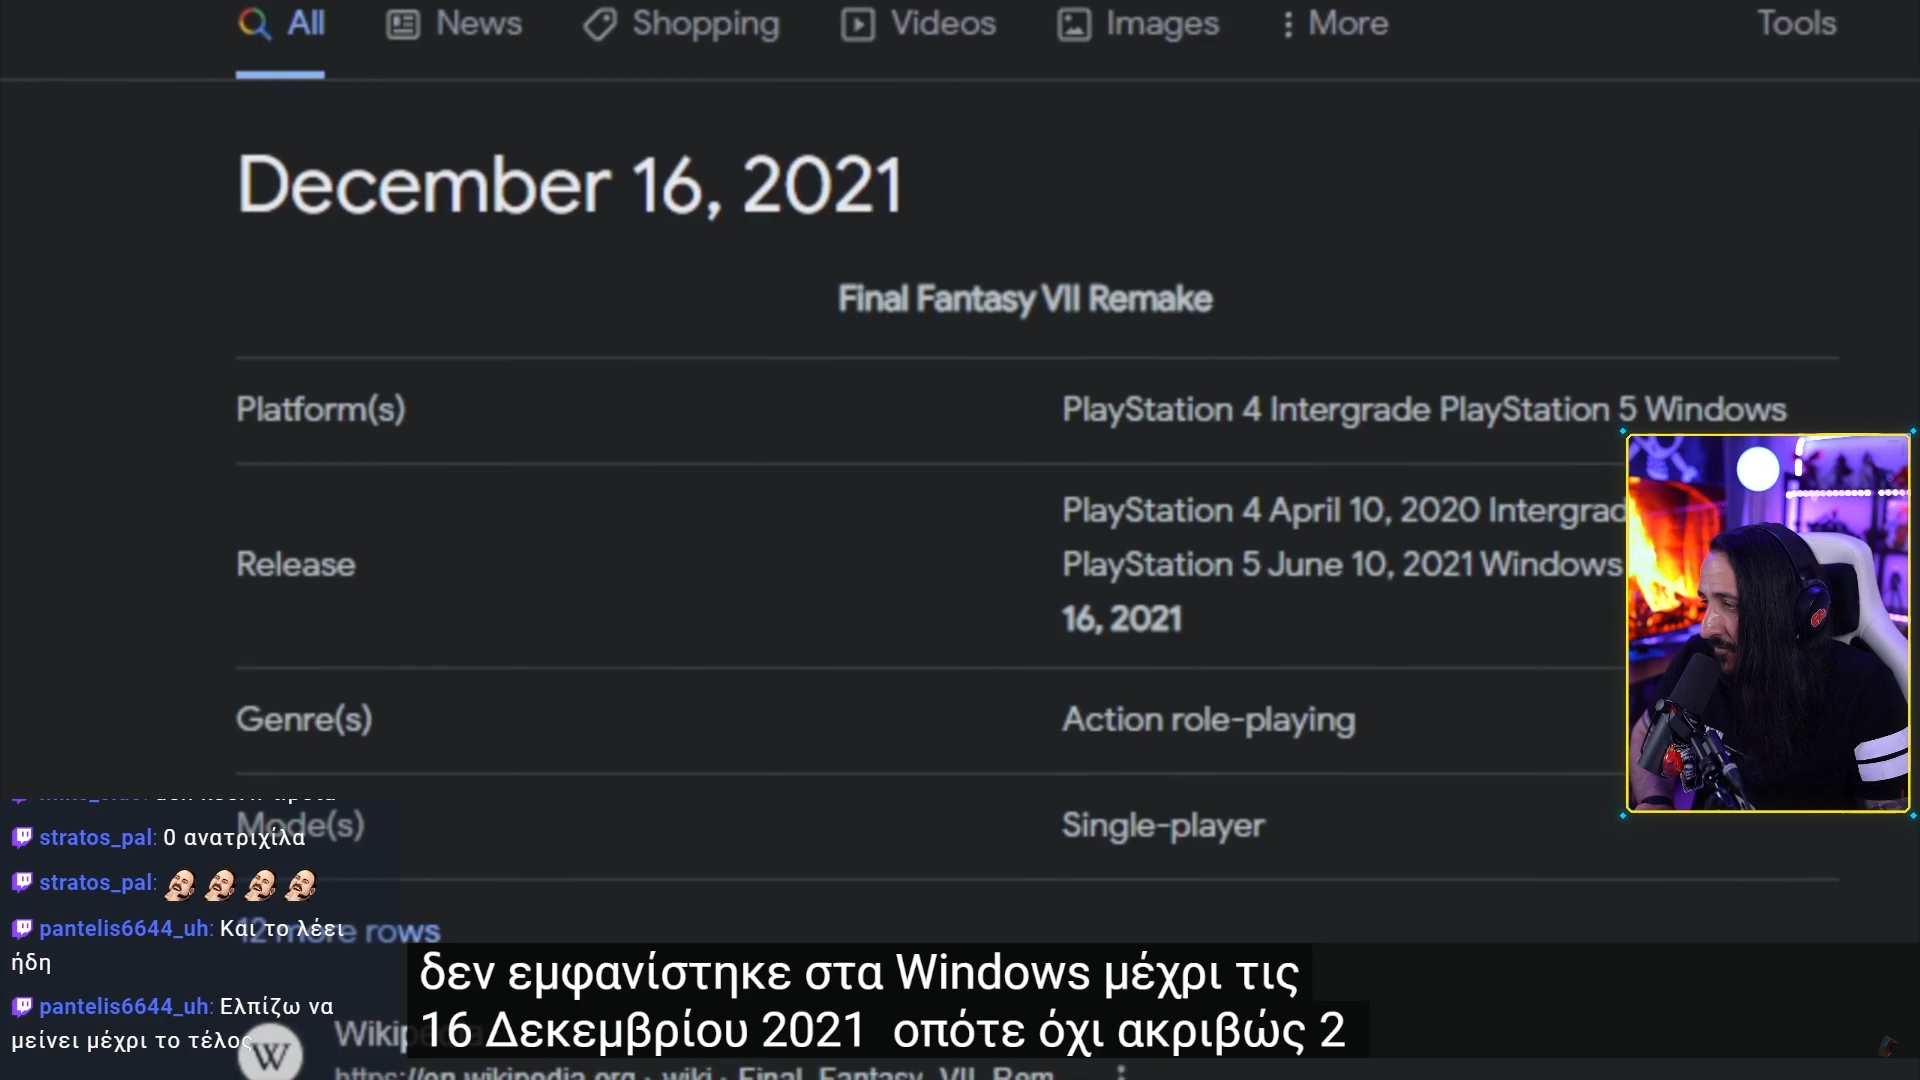 All News Shopping Videos Images More Tools
December 16, 2021
Final Fantasy VII Remake
Platform(s) PlayStation 4 Intergrade PlayStation 5 Windows
PlayStation 4 April 10, 2020
Release PlayStation 5 June 10, 2021 Windows
16, 2021
Genre(s) Action role-playing
Mode(s) Single-player
12 more rows
stratos_pal: 0 ανατριχίλα
stratos_pal:
pantelis6644_uh: Και το λέει
ήδη
pantelis6644_uh: Ελπίζω να
μείνει μέχρι το τέλος
δεν εμφανίστηκε στα Windows μέχρι τις
16 Δεκεμβρίου 2021 οπότε όχι ακριβώς 2
W